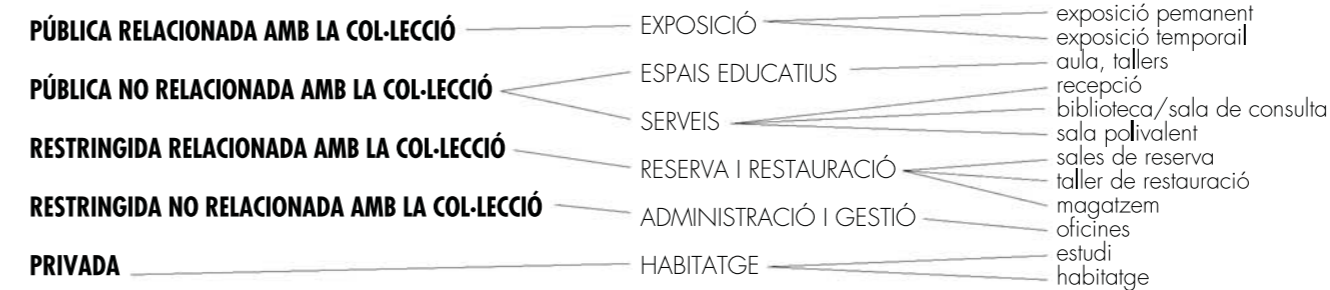 PÚBLICA RELACIONADA AMB LA COL·LECCIÓ
PÚBLICA NO RELACIONADA AMB LA COL·LECCIÓ
RESTRINGIDA RELACIONADA AMB LA COL·LECCIÓ
RESTRINGIDA NO RELACIONADA AMB LA COL·LECCIÓ
PRIVADA
EXPOSICIÓ
ESPAIS EDUCATIUS
SERVEIS
RESERVA I RESTAURACIÓ
ADMINISTRACIÓ I GESTIÓ
HABITATGE
exposició pemanent
exposició temporail
aula, tallers
recepció
biblioteca/sala de consulta
sala polivalent
sales de reserva
taller de restauració
magatzem
oficines
estudi
habitatge